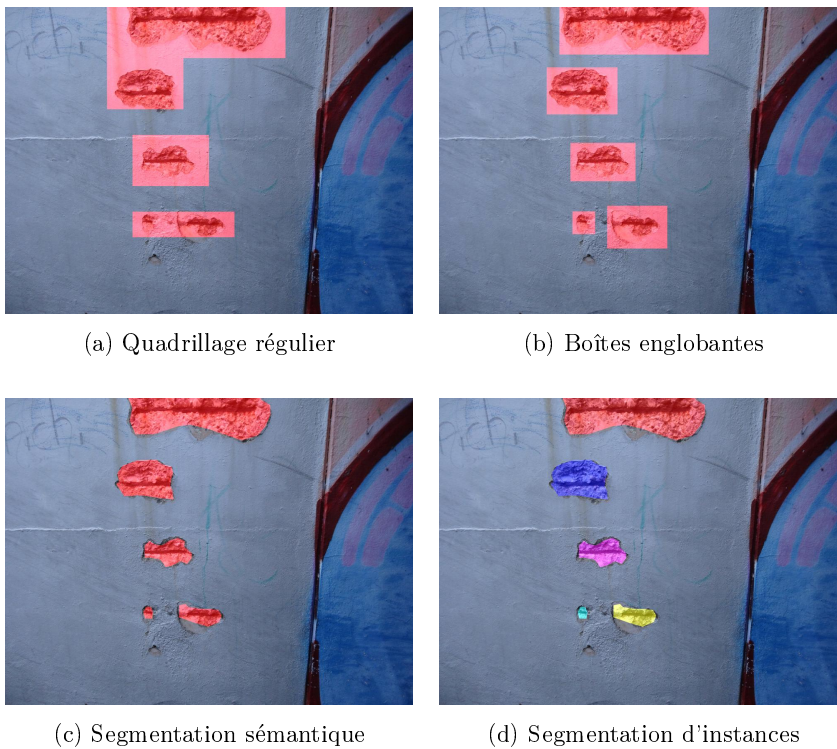 (a) Quadrillage régulier
(b) Boîtes englobantes
(c) Segmentation sémantique
(d) Segmentation d'instances